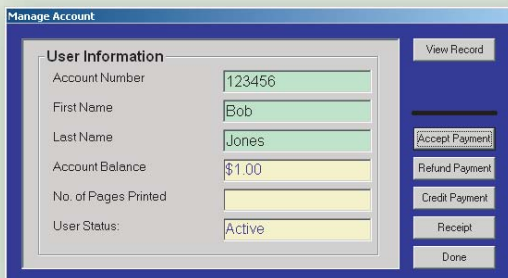 Manage Account
User Information
Account Number 123456
First Name Bob
Last Name Jones
Account Balance $1.00
No. of Pages Printed
User Status: Active
View Record
Accept Payment
Refund Payment
Credit Payment
Receipt
Done